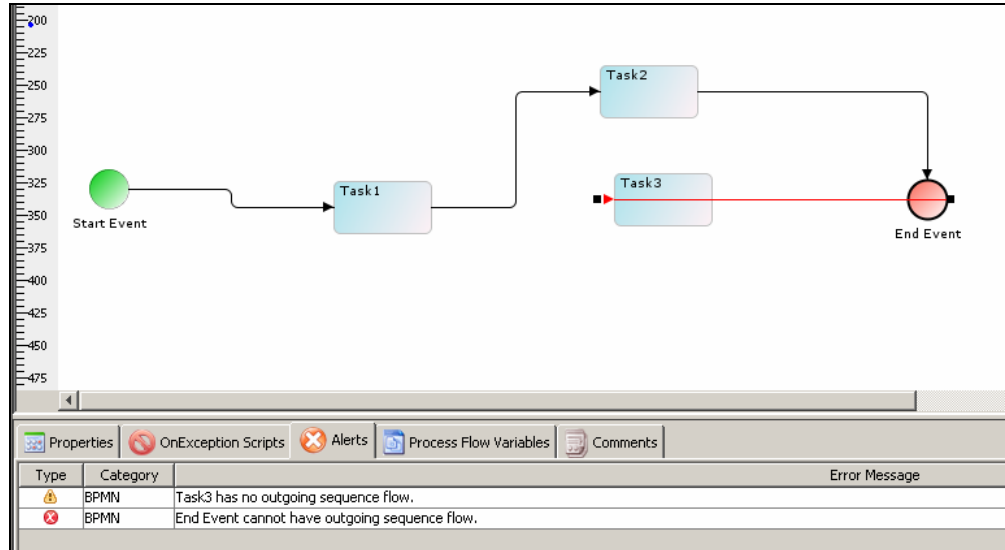 200
225
250
275
300
325
350
375
400
425
450
475
Task2
Task1
Task3
Start Event
End Event
Properties OnException Scripts Alerts Process Flow Variables Comments
Type Category Error Message
BPMN Task3 has no outgoing sequence flow.
BPMN End Event cannot have outgoing sequence flow.